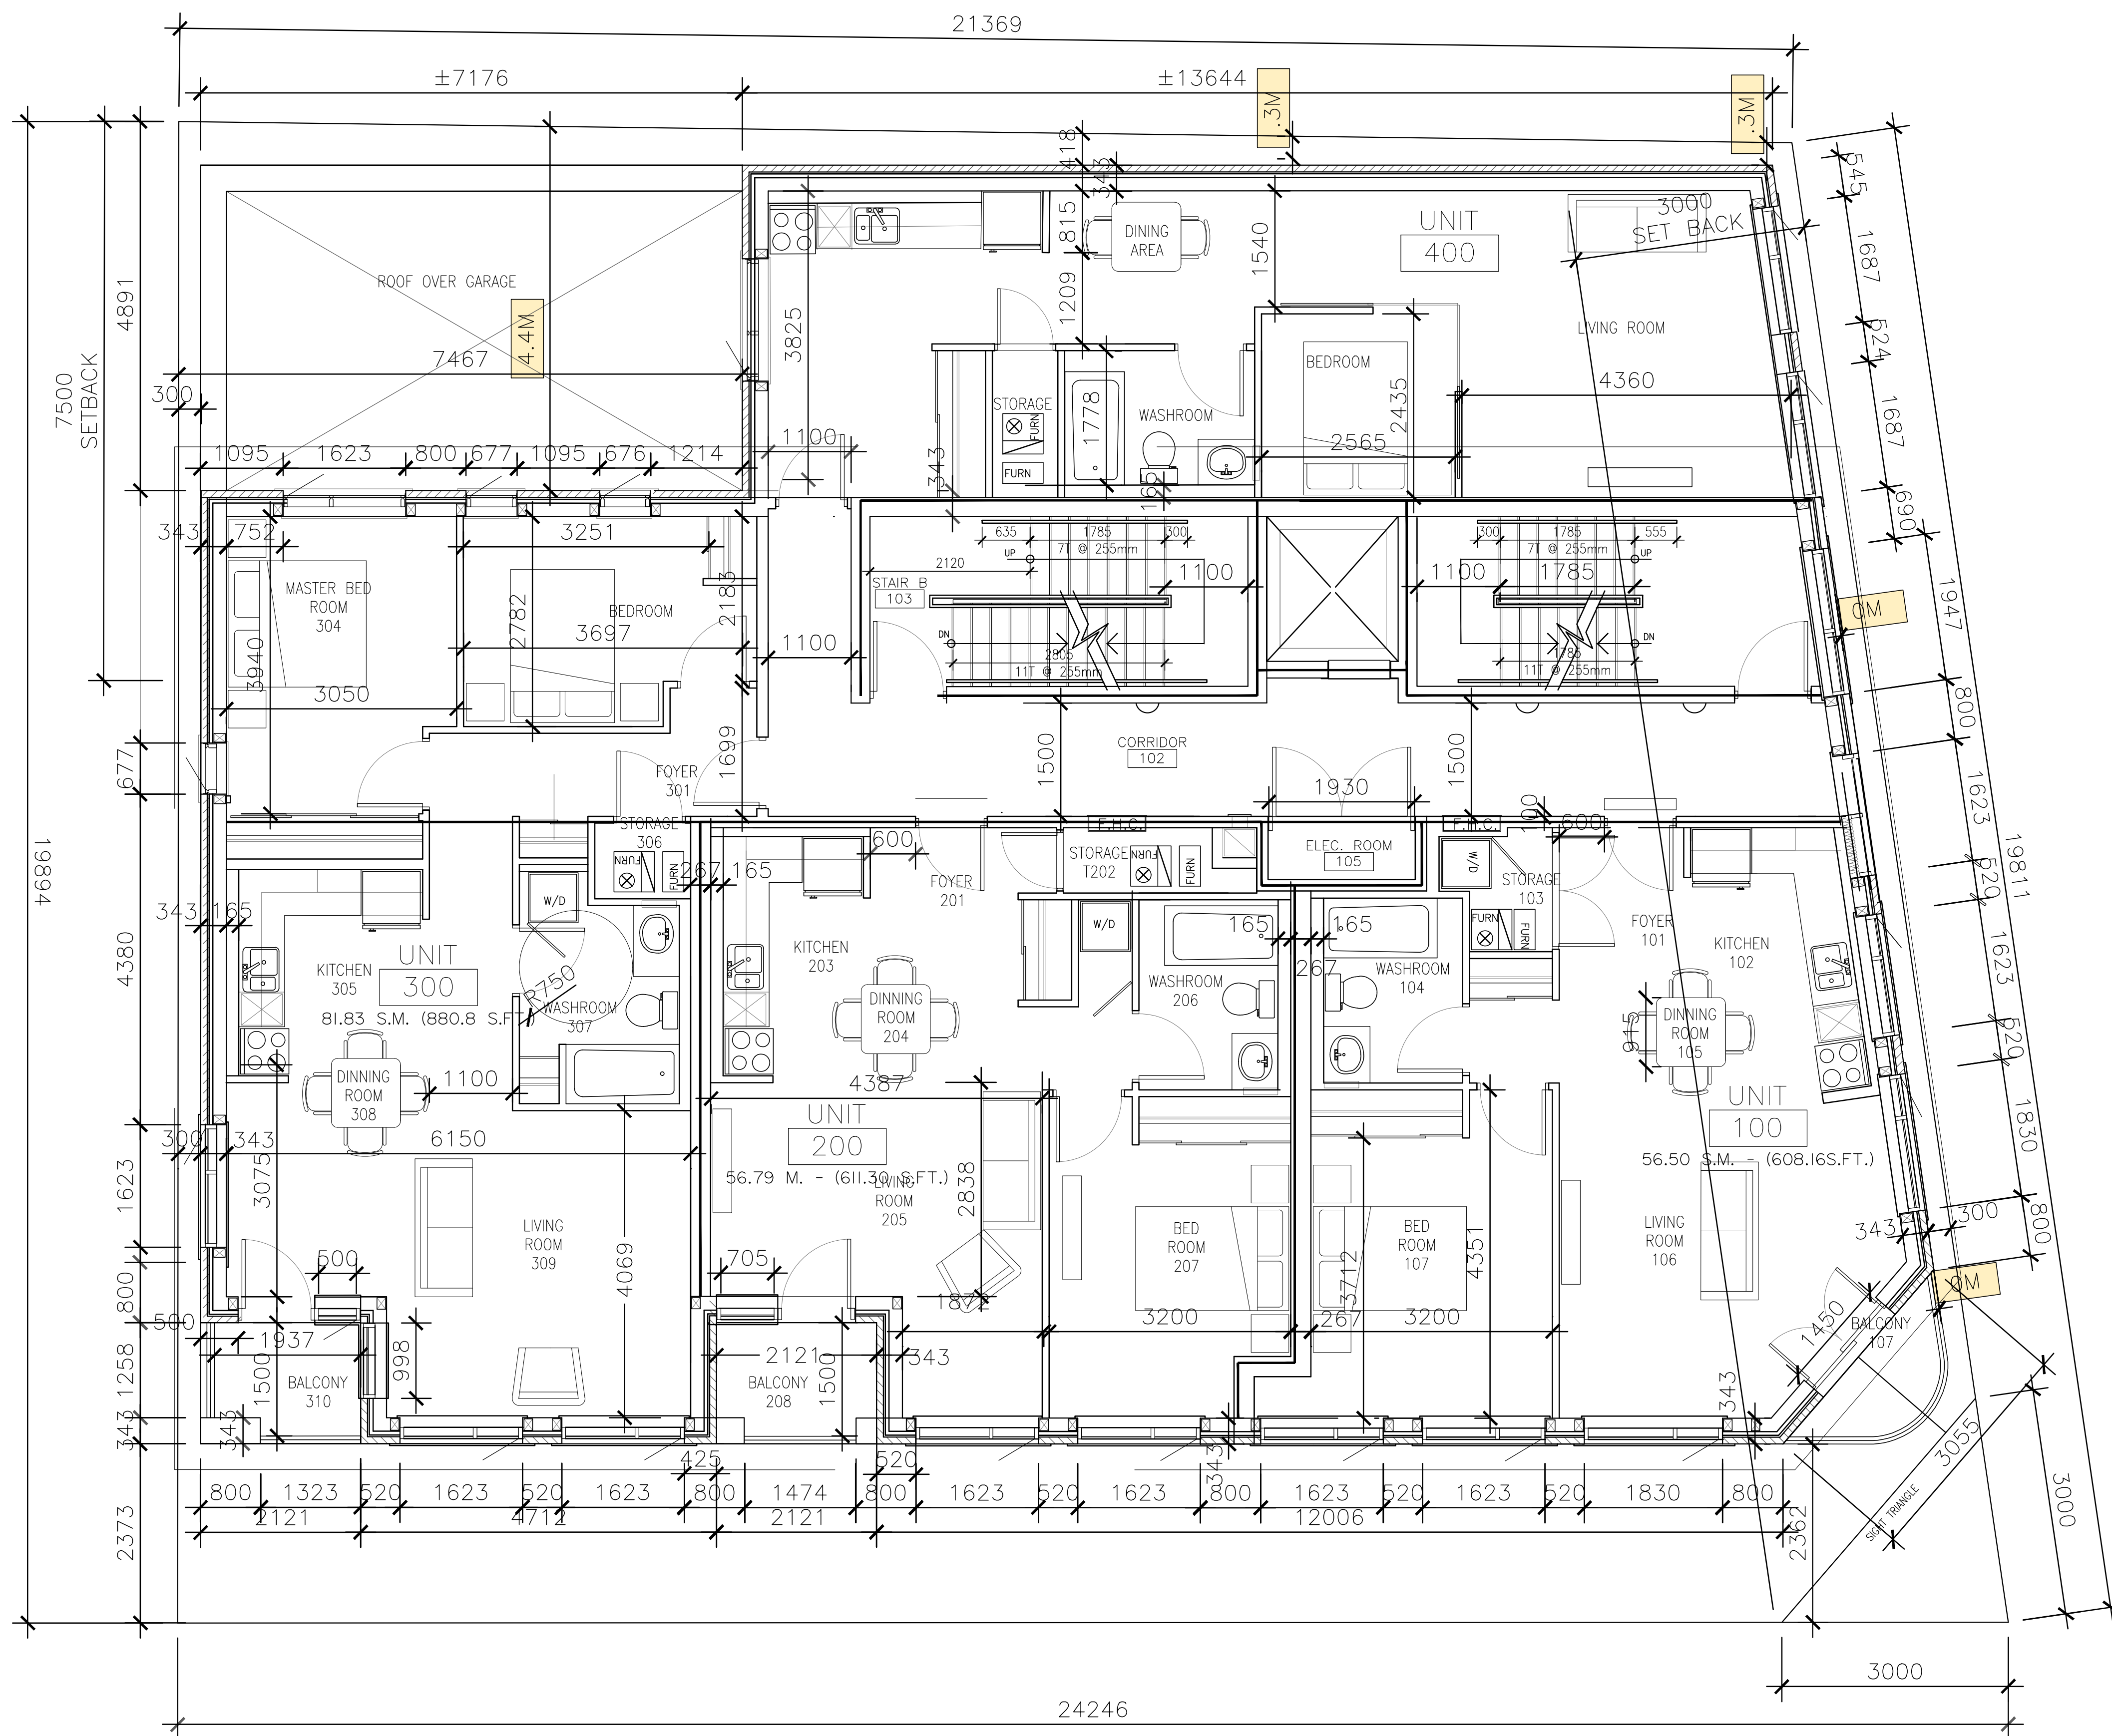 21369
±7176
±13644
.3M
.3M
418
343
545
815
DINING
AREA
1540
UNIT
400
3000
SET BACK
1687
ROOF OVER GARAGE
4891
4.4M
1209
3825
7467
LIVING ROOM
524
7500
SETBACK
300
BEDROOM
4360
2435
STORAGE
FURN
FURN
1778
WASHROOM
1687
1095
1623
800
677
1095
676
1214
1100
2565
343
165
690
343
752
3251
635
1785
300
7T @ 255mm
UP
300
1785
555
7T @ 255mm
UP
2120
1100
1100
1785
STAIR B
103
MASTER BED
ROOM
304
2782
BEDROOM
2183
0M
1947
3697
3940
1100
DN
2805
11T @ 255mm
1785
11T @ 255mm
DN
3050
800
677
1699
CORRIDOR
102
1500
1500
FOYER
301
1930
1623
19811
STORAGE
306
FURN
FURN
600
F.H.C.
F.H.C.
100
600
267
165
STORAGE
T202
FURN
FURN
ELEC. ROOM
105
W/D
STORAGE
103
FURN
FURN
520
19894
FOYER
201
W/D
343
165
W/D
165
165
FOYER
101
KITCHEN
102
1623
4380
KITCHEN
305
UNIT
300
81.83 S.M. (880.8 S.FT.)
R750
WASHROOM
307
KITCHEN
203
DINNING
ROOM
204
WASHROOM
206
267
WASHROOM
104
915
DINNING
ROOM
105
520
DINNING
ROOM
308
1100
4387
UNIT
200
56.79 M. - (611.30 S.FT.)
UNIT
100
56.50 S.M. - (608.16S.FT.)
1830
300
343
6150
3075
1623
2838
LIVING
ROOM
205
LIVING
ROOM
309
4069
BED
ROOM
207
BED
ROOM
107
3712
4351
LIVING
ROOM
106
343
300
800
500
705
1872
0M
800
500
1937
998
1500
3200
267
3200
1450
BALCONY
107
2121
343
1258
BALCONY
310
BALCONY
208
1500
343
343
343
343
3055
3000
425
520
800
1323
520
1623
520
1623
800
1474
800
1623
520
1623
800
1623
520
1623
520
1830
800
2121
4712
2121
12006
2373
2362
SIGHT TRIANGLE
3000
24246